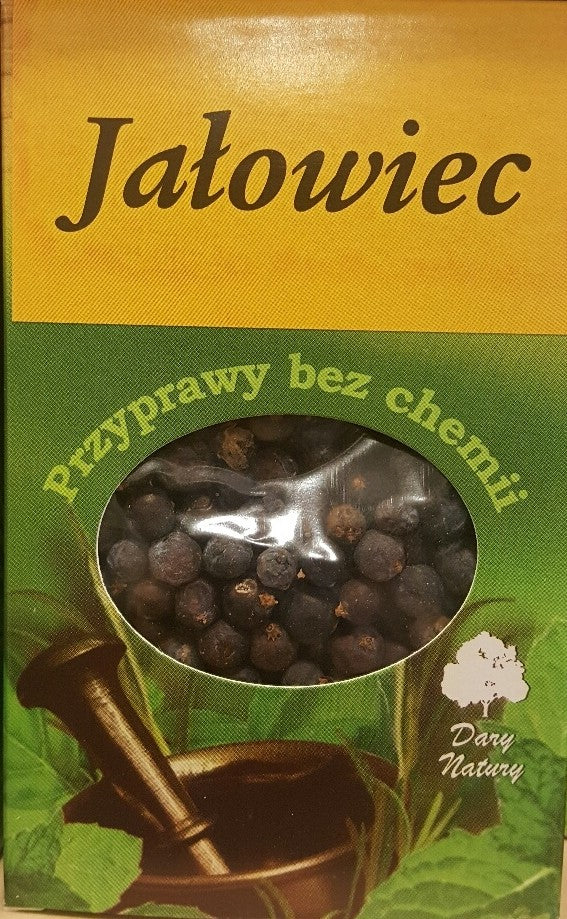 Jałowiec
Przyprawy bez chemii
Dary
Natury